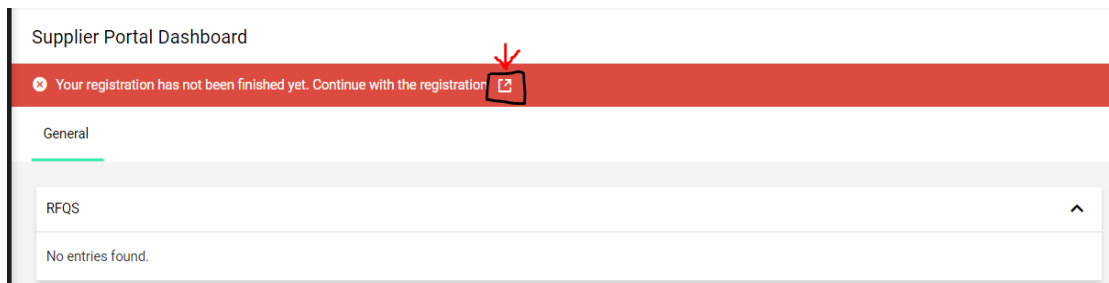 Supplier Portal Dashboard
Your registration has not been finished yet. Continue with the registration
General
RFQS
No entries found.